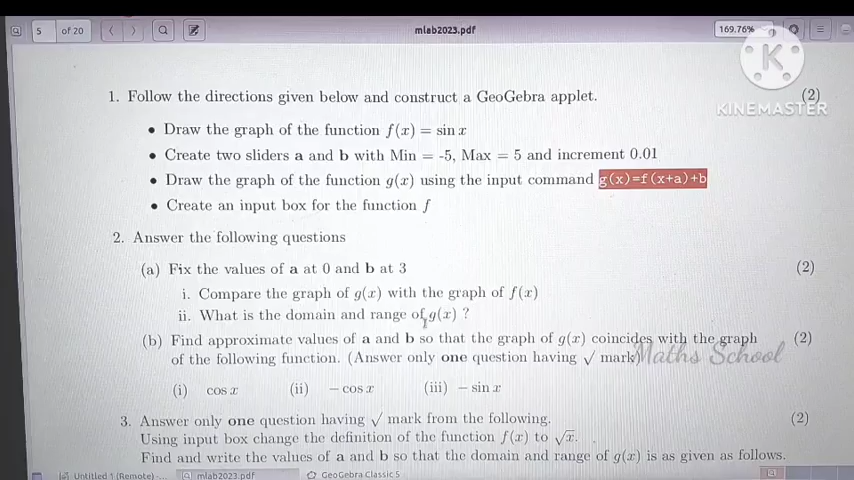 5 of 20
mlab2023.pdf
169.76%
K
KINEMASTER
1. Follow the directions given below and construct a GeoGebra applet. (2)
• Draw the graph of the function f(x) = sin x
• Create two sliders a and b with Min = -5, Max = 5 and increment 0.01
• Draw the graph of the function g(x) using the input command g(x)=f(x+a)+b
• Create an input box for the function f
2. Answer the following questions
(a) Fix the values of a at 0 and b at 3 (2)
i. Compare the graph of g(x) with the graph of f(x)
ii. What is the domain and range of g(x) ?
(b) Find approximate values of a and b so that the graph of g(x) coincides with the graph (2)
of the following function. (Answer only one question having √ mark)
Maths School
(i) cos x (ii) − cos x (iii) − sin x
3. Answer only one question having √ mark from the following. (2)
Using input box change the definition of the function f(x) to √x.
Find and write the values of a and b so that the domain and range of g(x) is as given as follows.
Untitled 1 (Remote) -... mlab2023.pdf GeoGebra Classic 5